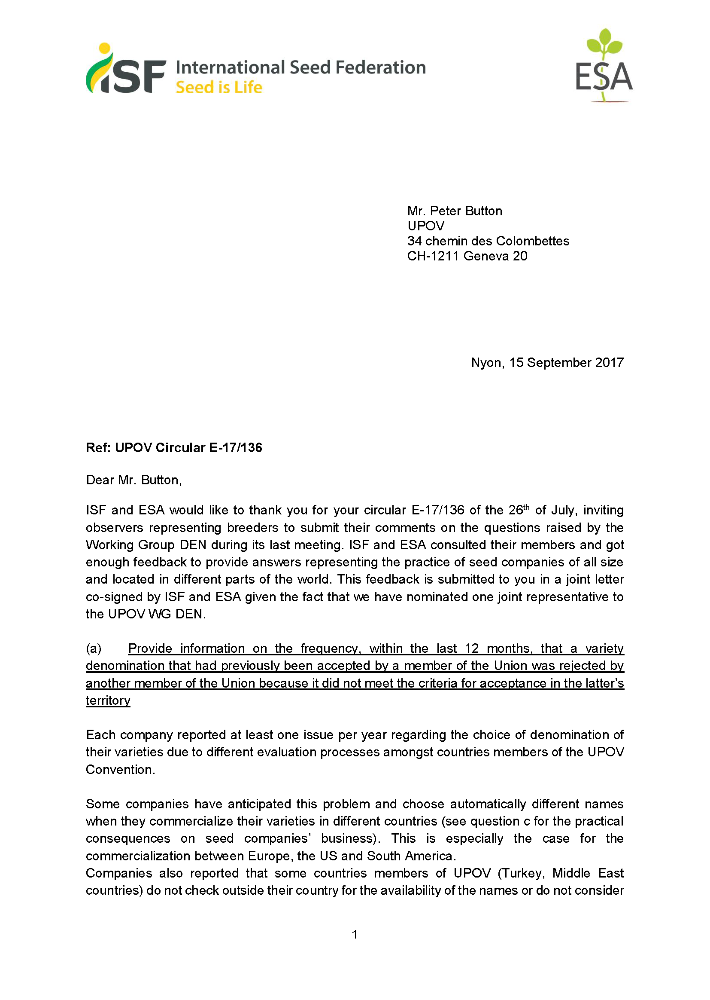 iSF International Seed Federation
Seed is Life
ESA
Mr. Peter Button
UPOV
34 chemin des Colombettes
CH-1211 Geneva 20
Nyon, 15 September 2017
Ref: UPOV Circular E-17/136
Dear Mr. Button,
ISF and ESA would like to thank you for your circular E-17/136 of the 26th of July, inviting
observers representing breeders to submit their comments on the questions raised by the
Working Group DEN during its last meeting. ISF and ESA consulted their members and got
enough feedback to provide answers representing the practice of seed companies of all size
and located in different parts of the world. This feedback is submitted to you in a joint letter
co-signed by ISF and ESA given the fact that we have nominated one joint representative to
the UPOV WG DEN.
(a) Provide information on the frequency, within the last 12 months, that a variety
denomination that had previously been accepted by a member of the Union was rejected by
another member of the Union because it did not meet the criteria for acceptance in the latter's
territory
Each company reported at least one issue per year regarding the choice of denomination of
their varieties due to different evaluation processes amongst countries members of the UPOV
Convention.
Some companies have anticipated this problem and choose automatically different names
when they commercialize their varieties in different countries (see question c for the practical
consequences on seed companies' business). This is especially the case for the
commercialization between Europe, the US and South America.
Companies also reported that some countries members of UPOV (Turkey, Middle East
countries) do not check outside their country for the availability of the names or do not consider
1